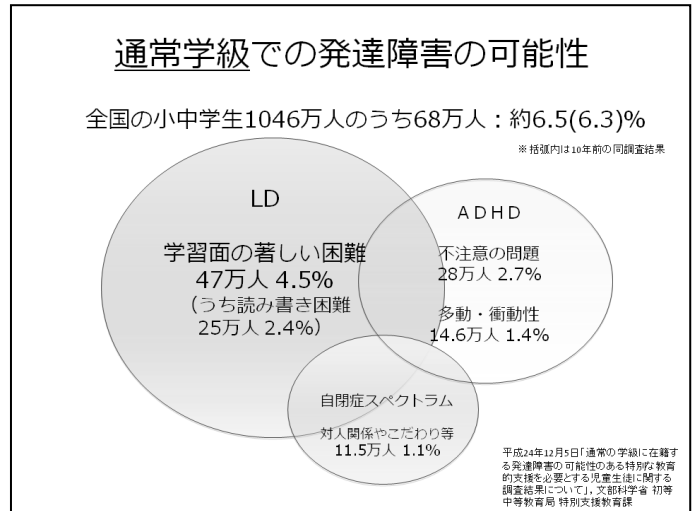 通常学級での発達障害の可能性
全国の小中学生1046万人のうち68万人：約6.5(6.3)%
※括弧内は10年前の同調査結果
LD
学習面の著しい困難
47万人 4.5%
（うち読み書き困難
25万人 2.4%）
ADHD
不注意の問題
28万人 2.7%
多動・衝動性
14.6万人 1.4%
自閉症スペクトラム
対人関係やこだわり等
11.5万人 1.1%
平成24年12月5日「通常の学級に在籍す
る発達障害の可能性のある特別な教育
的支援を必要とする児童生徒に関する
調査結果について」，文部科学省 初等
中等教育局 特別支援教育課